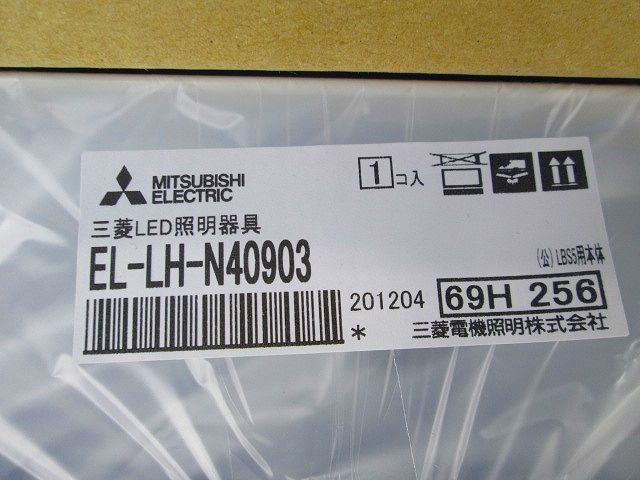 MITSUBISHI
ELECTRIC
1コ入
三菱LED照明器具
EL-LH-N40903
(公)LBS5用本体
201204
69H 256
*
三菱電機照明株式会社